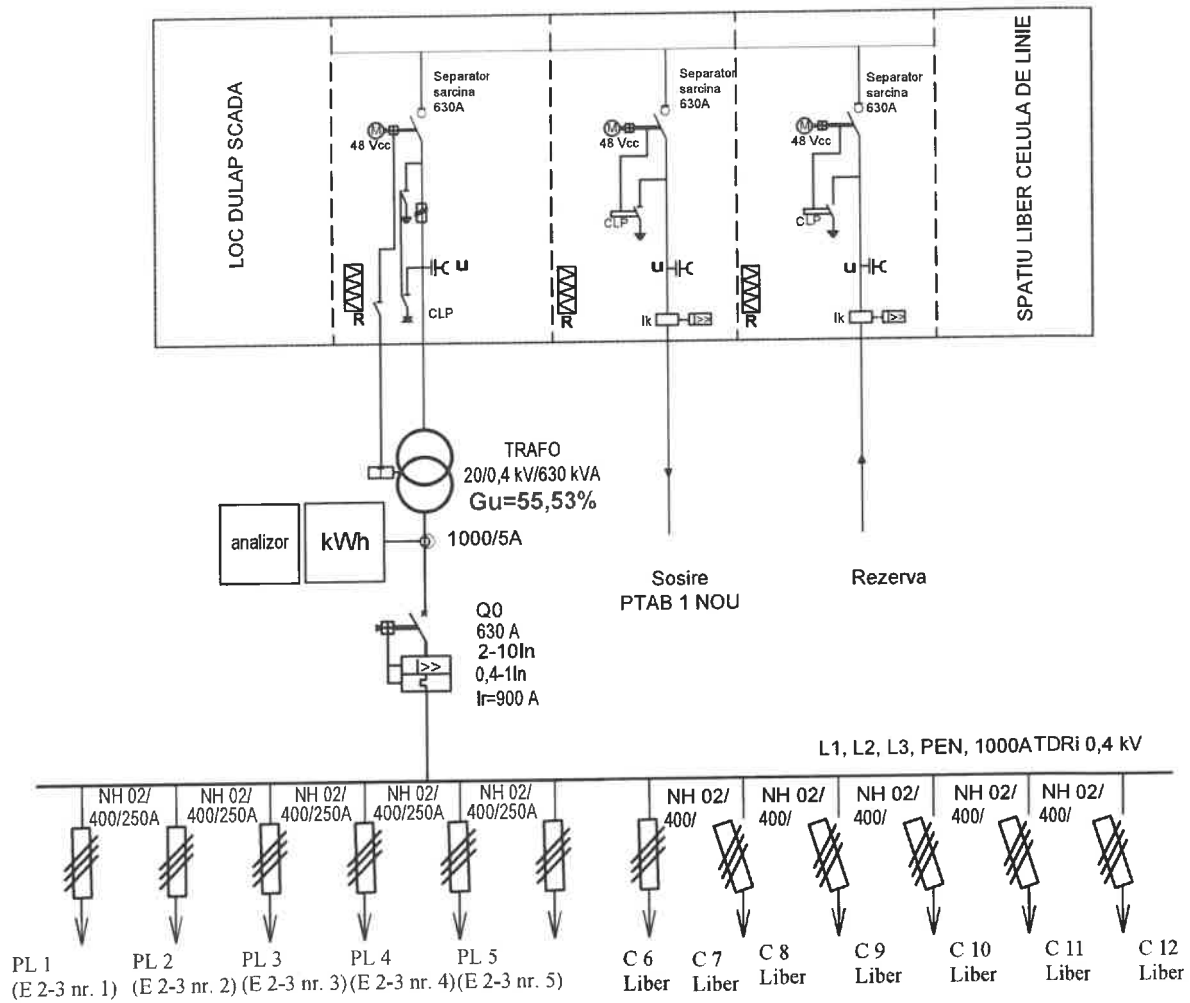 LOC DULAP SCADA
Separator
sarcina
630A
M
48 Vcc
u
CLP
R
Separator
sarcina
630A
M
48 Vcc
CLP
u
Ik
I>>
R
Separator
sarcina
630A
M
48 Vcc
CLP
u
Ik
I>>
R
SPATIU LIBER CELULA DE LINIE
TRAFO
20/0,4 kV/630 kVA
Gu=55,53%
analizor
kWh
1000/5A
Sosire
PTAB 1 NOU
Rezerva
Q0
630 A
2-10In
0,4-1In
Ir=900 A
I>>
L1, L2, L3, PEN, 1000A TDRi 0,4 kV
NH 02/
400/250A
NH 02/
400/250A
NH 02/
400/250A
NH 02/
400/250A
NH 02/
400/250A
NH 02/
400/
NH 02/
400/
NH 02/
400/
NH 02/
400/
NH 02/
400/
PL 1
(E 2-3 nr. 1)
PL 2
(E 2-3 nr. 2)
PL 3
(E 2-3 nr. 3)
PL 4
(E 2-3 nr. 4)
PL 5
(E 2-3 nr. 5)
C 6
Liber
C 7
Liber
C 8
Liber
C 9
Liber
C 10
Liber
C 11
Liber
C 12
Liber